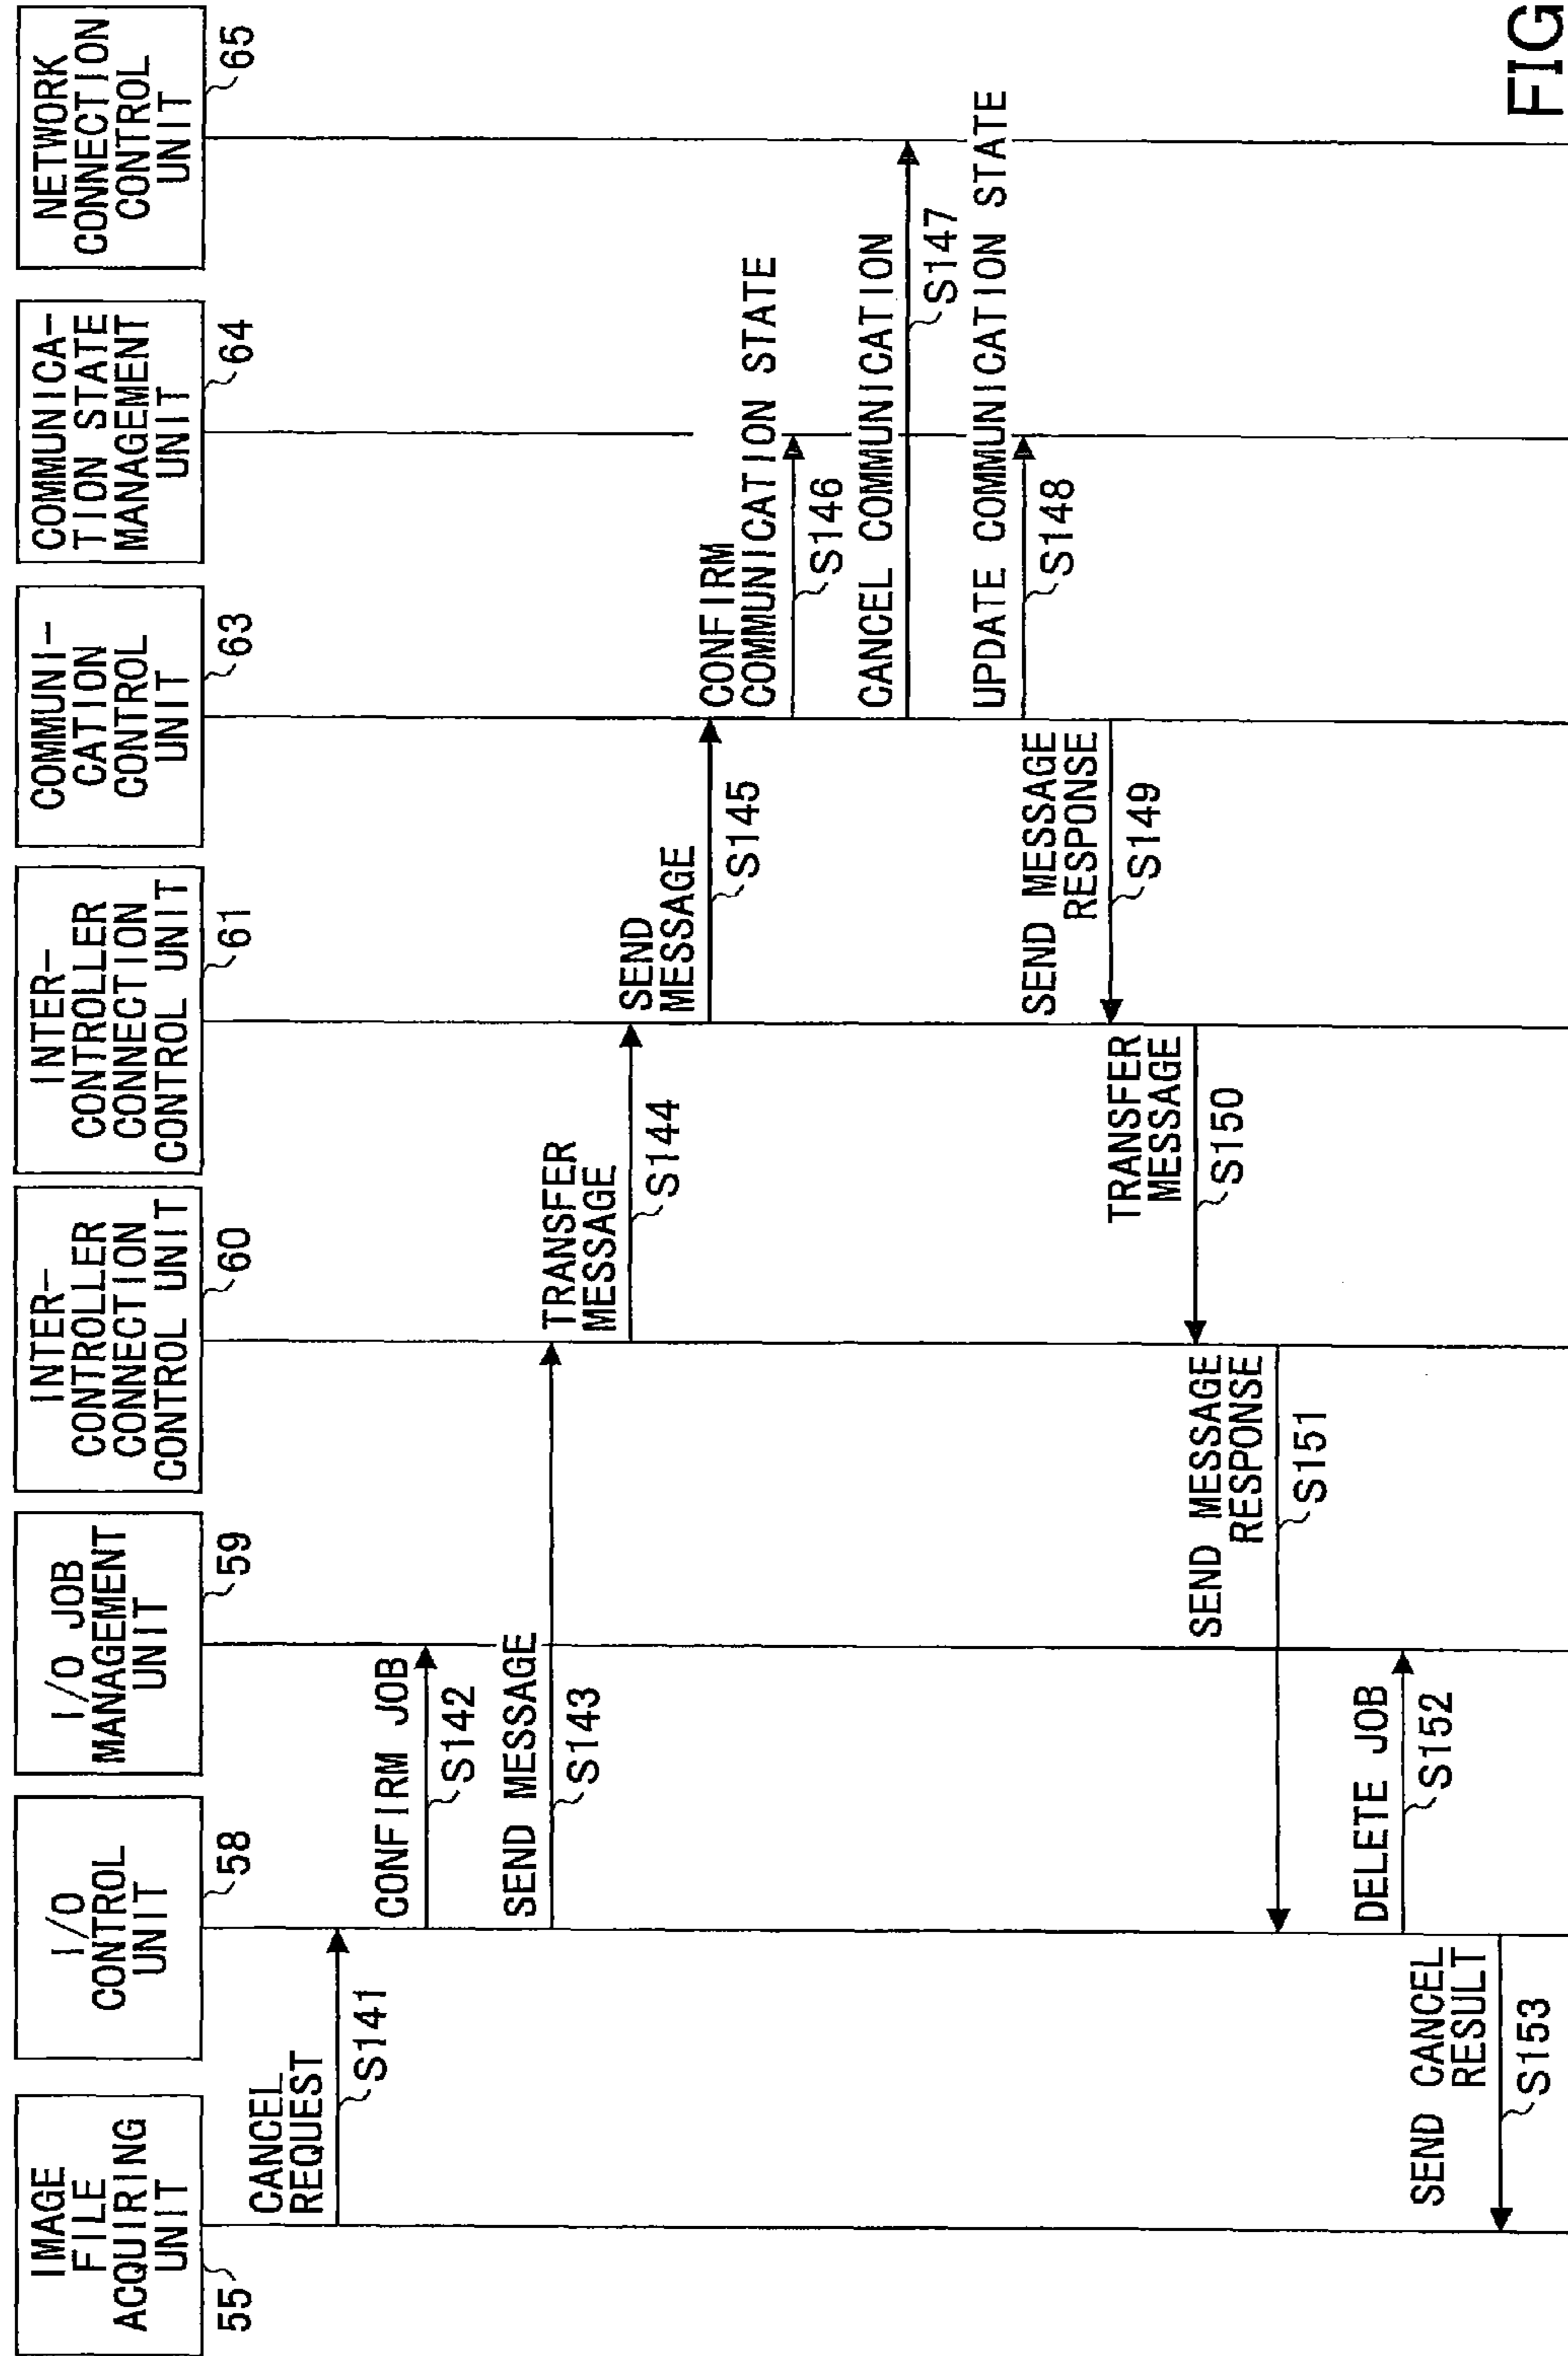 IMAGE
FILE
ACQUIRING
UNIT
55
I/O
CONTROL
UNIT
58
I/O JOB
MANAGEMENT
UNIT
59
INTER-
CONTROLLER
CONNECTION
CONTROL UNIT
60
INTER-
CONTROLLER
CONNECTION
CONTROL UNIT
61
COMMUNI-
CATION
CONTROL
UNIT
63
COMMUNICA-
TION STATE
MANAGEMENT
UNIT
64
NETWORK
CONNECTION
CONTROL
UNIT
65
CANCEL
REQUEST
S141
CONFIRM JOB
S142
SEND MESSAGE
S143
TRANSFER
MESSAGE
S144
SEND
MESSAGE
S145
CONFIRM
COMMUNICATION STATE
S146
CANCEL COMMUNICATION
S147
UPDATE COMMUNICATION STATE
S148
SEND MESSAGE
RESPONSE
S149
TRANSFER
MESSAGE
S150
SEND MESSAGE
RESPONSE
S151
DELETE JOB
S152
SEND CANCEL
RESULT
S153
FIG